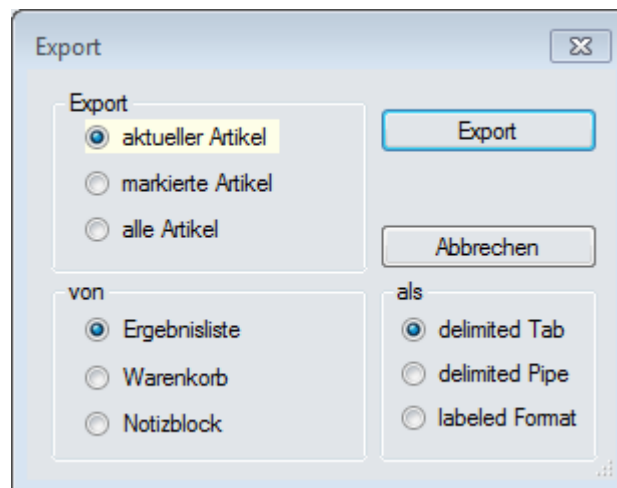 Export
Export
aktueller Artikel
markierte Artikel
alle Artikel
Export
Abbrechen
von
Ergebnisliste
Warenkorb
Notizblock
als
delimited Tab
delimited Pipe
labeled Format